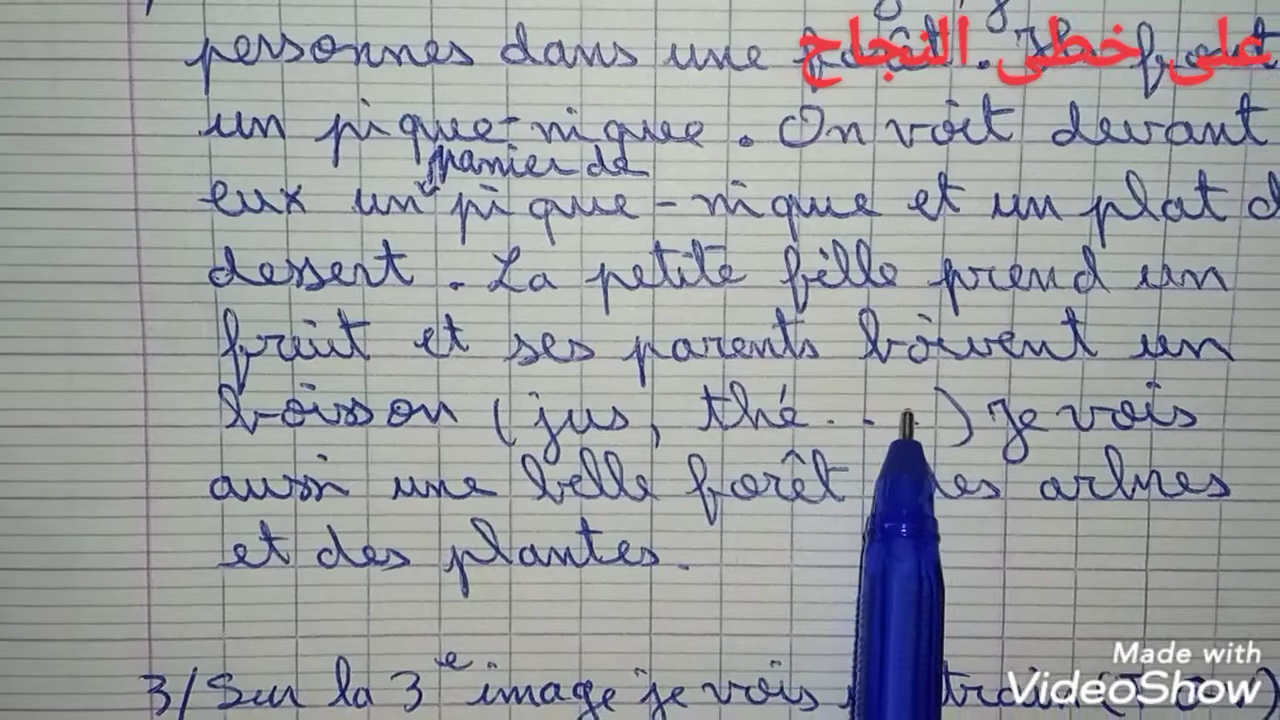 personnes dans une forêt. Ils font
على خطى النجاح
un pique-nique. On voit devant
panier de
eux un pique-nique et un plat d
dessert. La petite fille prend un
fruit et ses parents boivent un
boisson (jus, thé...) Je vois
aussi une belle forêt des arbres
et des plantes.
3/ Sur la 3e image je vois
Made with
VideoShow